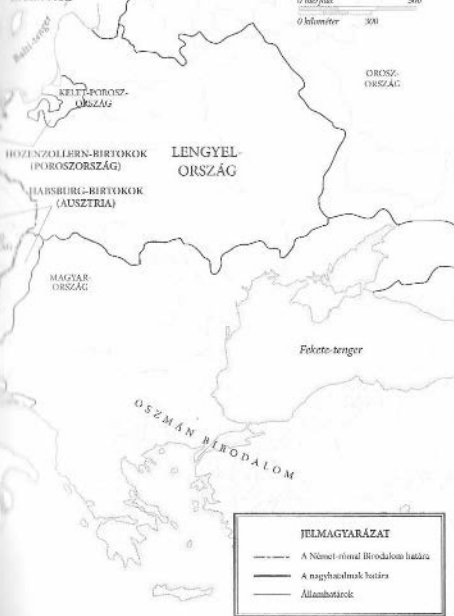 0 kilométer 300
Balti-tenger
OROSZ-
ORSZÁG
KELET-POROSZ-
ORSZÁG
HOZENZOLLERN-BIRTOKOK
(POROSZORSZÁG)
LENGYEL-
ORSZÁG
HABSBURG-BIRTOKOK
(AUSZTRIA)
MAGYAR-
ORSZÁG
Fekete-tenger
OSZMÁN BIRODALOM
JELMAGYARÁZAT
A Német-római Birodalom határa
A nagyhatalmak határa
Államhatárok